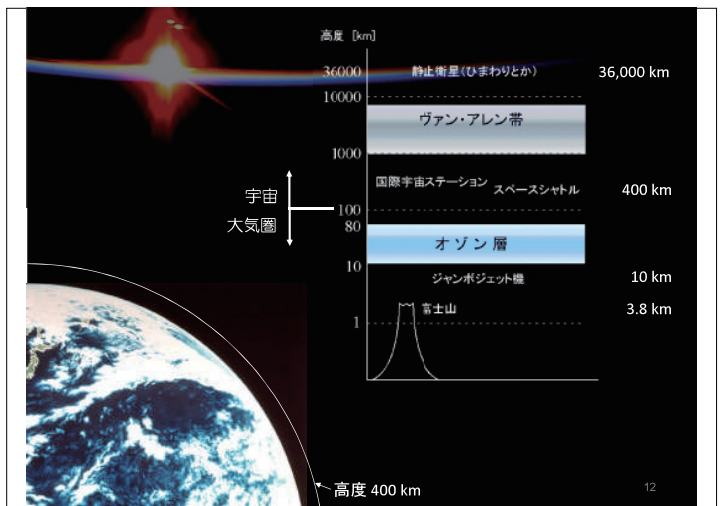 高度 [km]
36000
静止衛星(ひまわりとか)
36,000 km
10000
ヴァン・アレン帯
1000
国際宇宙ステーション
スペースシャトル
400 km
宇宙
100
大気圏
80
オゾン層
10
ジャンボジェット機
10 km
富士山
3.8 km
1
高度 400 km
12